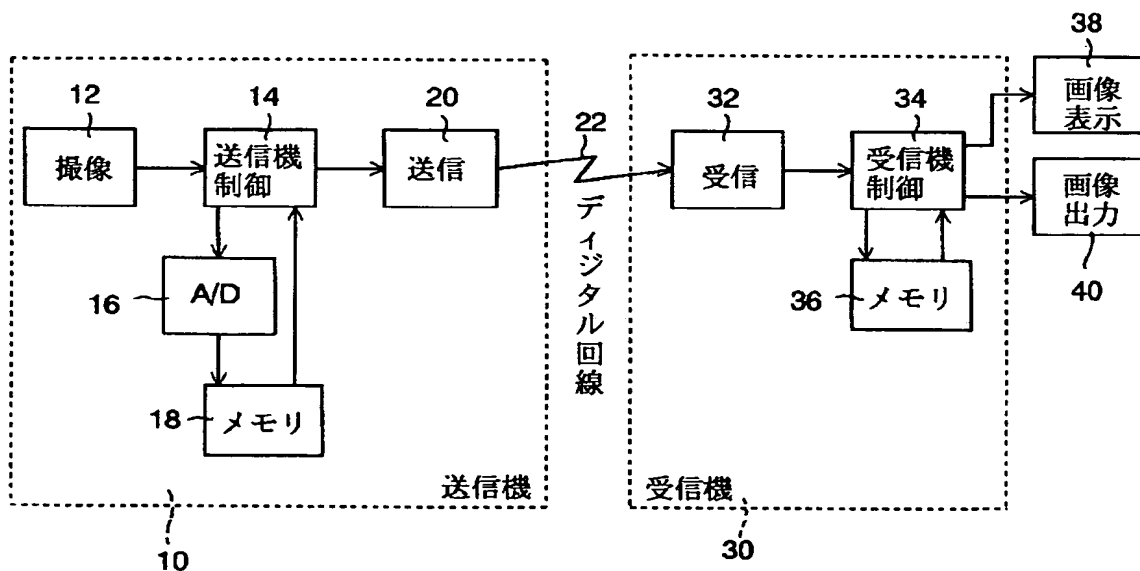 38
12
14
20
22
32
34
画像
表示
撮像
送信機
制御
送信
受信
受信機
制御
画像
出力
ディジタル回線
16
A/D
36
メモリ
40
18
メモリ
送信機
受信機
10
30